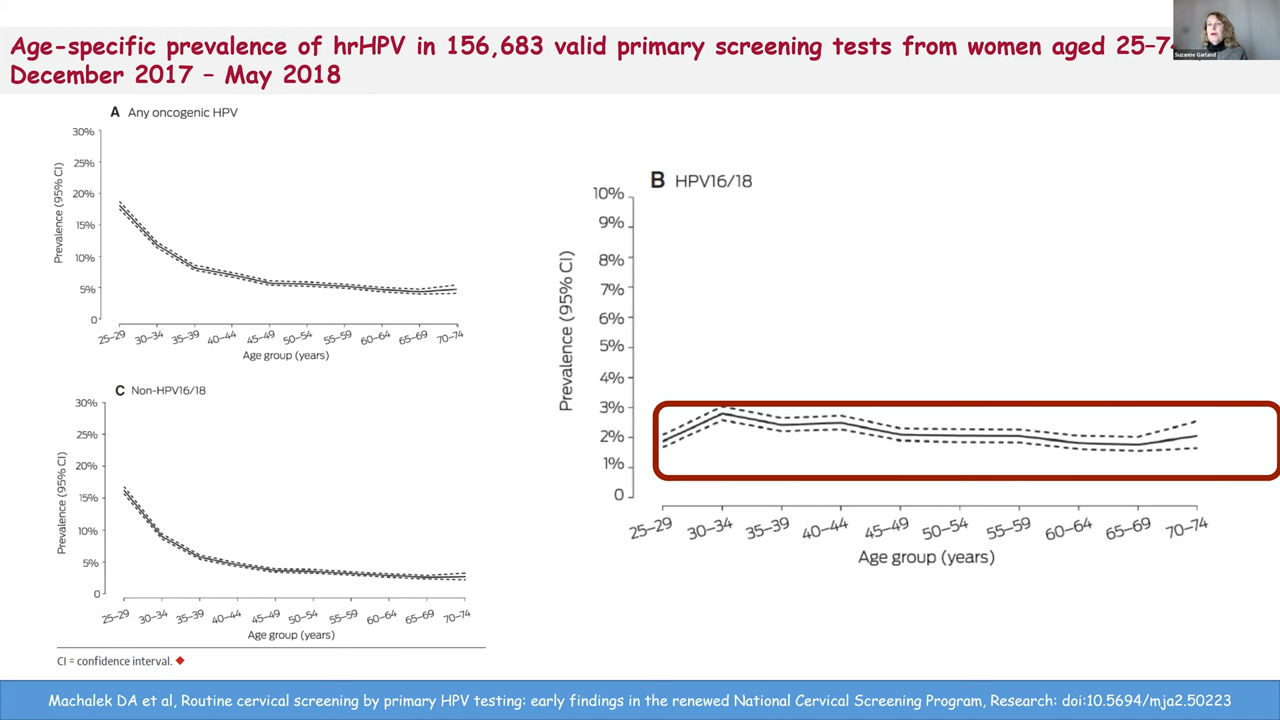 Age-specific prevalence of hrHPV in 156,683 valid primary screening tests from women aged 25–74,
December 2017 – May 2018
Suzanne Garland
A Any oncogenic HPV
30%
25%
20%
15%
10%
5%
0
Prevalence (95% CI)
25–29 30–34 35–39 40–44 45–49 50–54 55–59 60–64 65–69 70–74
Age group (years)
B HPV16/18
10%
9%
8%
7%
6%
5%
4%
3%
2%
1%
0
Prevalence (95% CI)
25–29 30–34 35–39 40–44 45–49 50–54 55–59 60–64 65–69 70–74
Age group (years)
C Non-HPV16/18
30%
25%
20%
15%
10%
5%
0
Prevalence (95% CI)
25–29 30–34 35–39 40–44 45–49 50–54 55–59 60–64 65–69 70–74
Age group (years)
CI = confidence interval.
Machalek DA et al, Routine cervical screening by primary HPV testing: early findings in the renewed National Cervical Screening Program, Research: doi:10.5694/mja2.50223